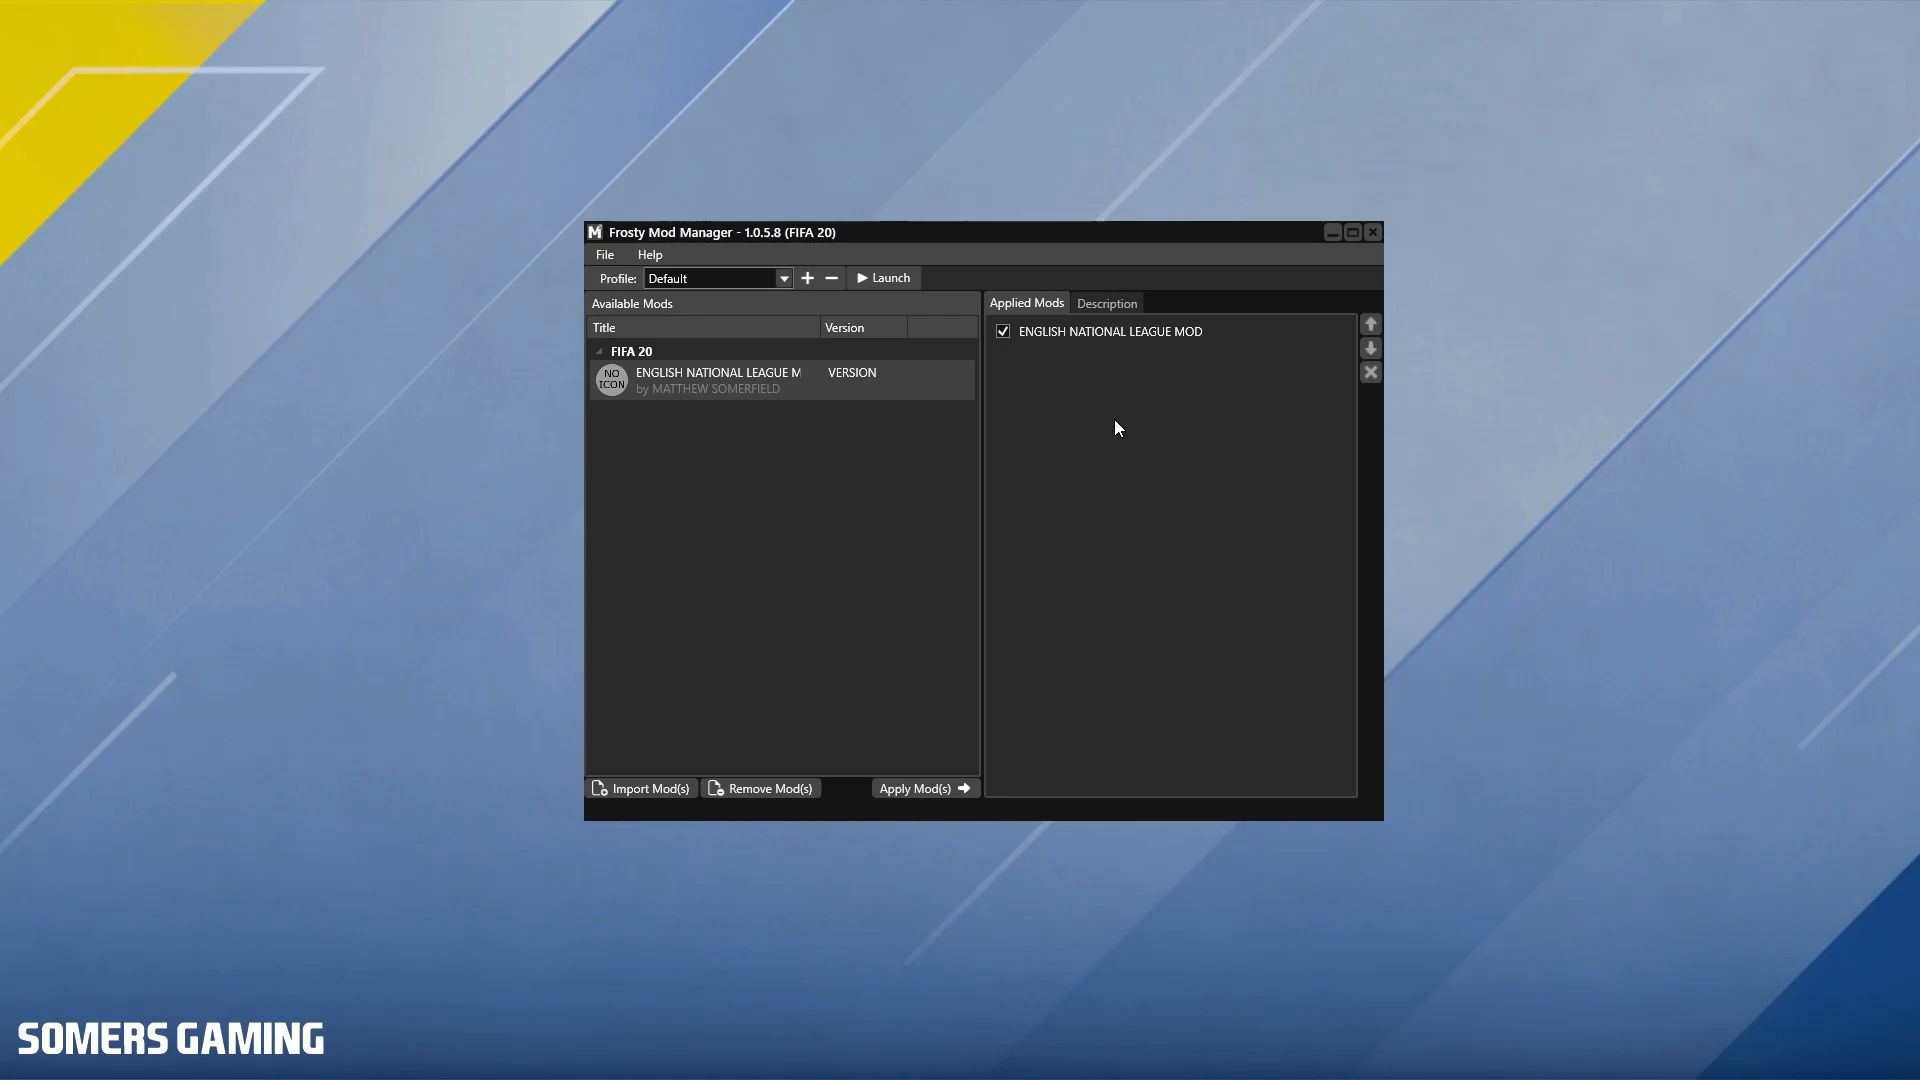 Frosty Mod Manager - 1.0.5.8 (FIFA 20)
File Help
Profile: Default Launch
Available Mods
Title Version
FIFA 20
NO ICON
ENGLISH NATIONAL LEAGUE M VERSION
by MATTHEW SOMERFIELD
Import Mod(s) Remove Mod(s) Apply Mod(s)
Applied Mods Description
ENGLISH NATIONAL LEAGUE MOD
SOMERS GAMING